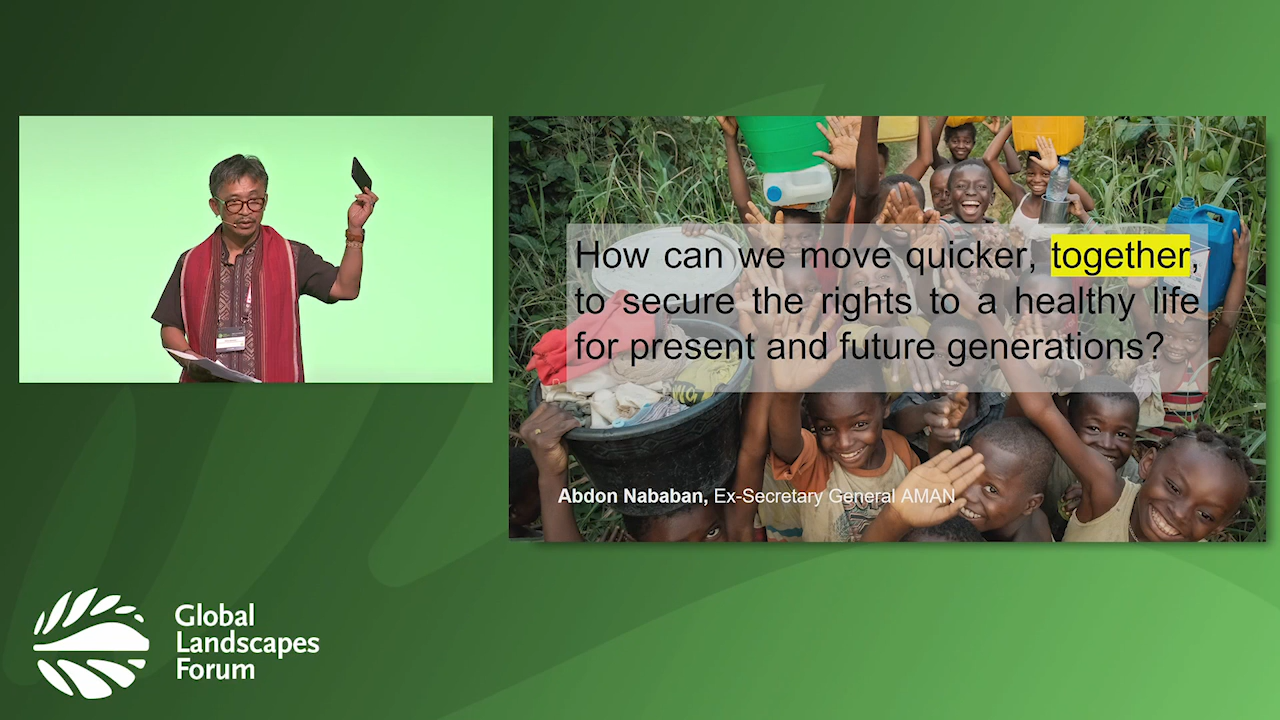 How can we move quicker, together,
to secure the rights to a healthy life
for present and future generations?
Abdon Nababan, Ex-Secretary General AMAN
Global
Landscapes
Forum